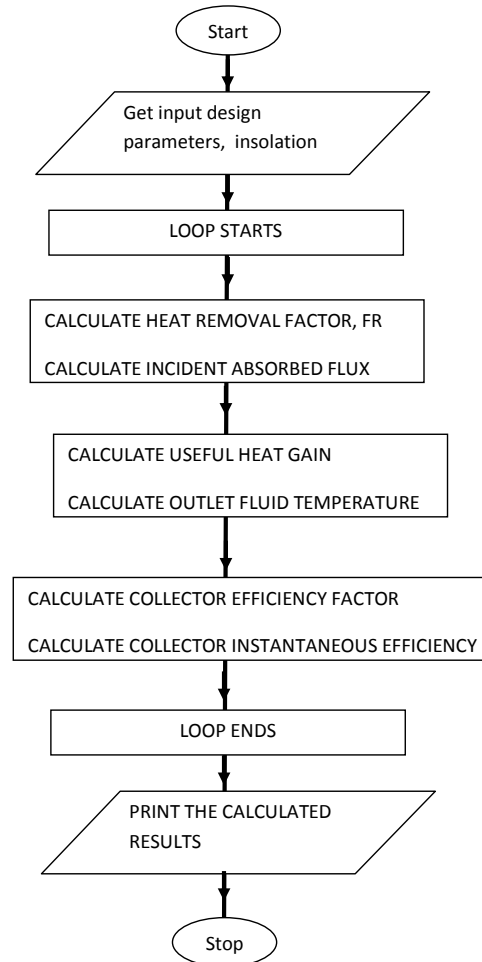 Start
Get input design
parameters, insolation
LOOP STARTS
CALCULATE HEAT REMOVAL FACTOR, FR
CALCULATE INCIDENT ABSORBED FLUX
CALCULATE USEFUL HEAT GAIN
CALCULATE OUTLET FLUID TEMPERATURE
CALCULATE COLLECTOR EFFICIENCY FACTOR
CALCULATE COLLECTOR INSTANTANEOUS EFFICIENCY
LOOP ENDS
PRINT THE CALCULATED
RESULTS
Stop